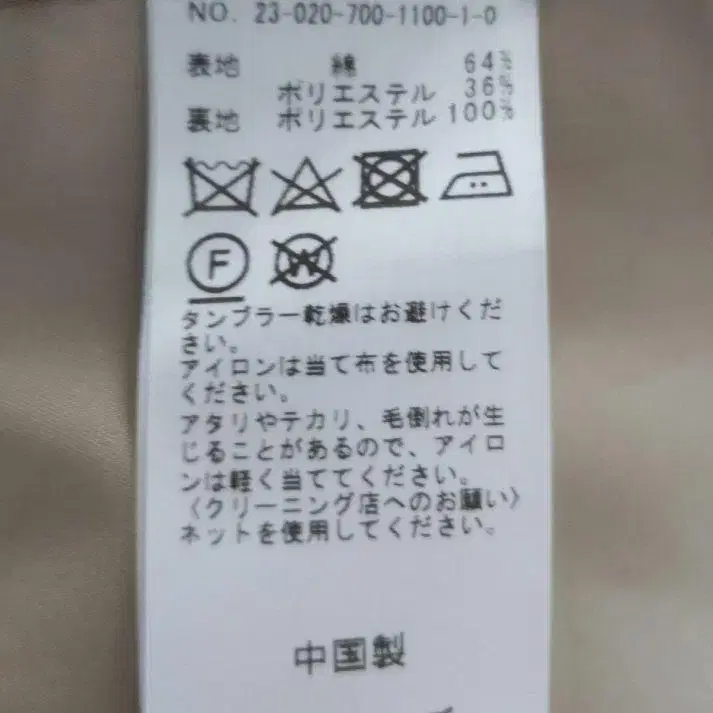 NO. 23-020-700-1100-1-0
表地 綿 64%
ポリエステル 36%
裏地 ポリエステル 100%
F W
タンブラー乾燥はお避けくだ
さい。
アイロンは当て布を使用して
ください。
アタリやテカリ、毛倒れが生
じることがあるので、アイロ
ンは軽く当ててください。
〈クリーニング店へのお願い〉
ネットを使用してください。
中国製